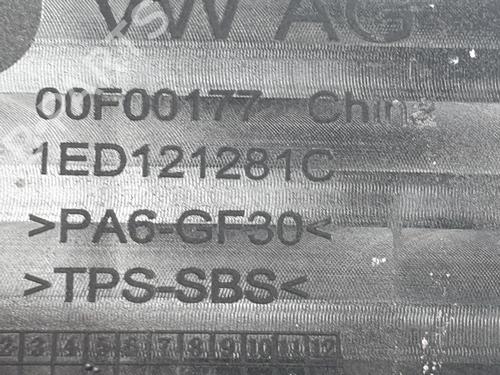 VW AG
00F00177 China
1ED121281C
>PA6-GF30<
>TPS-SBS<
2 3 4 5 6 7 8 9 10 11 12